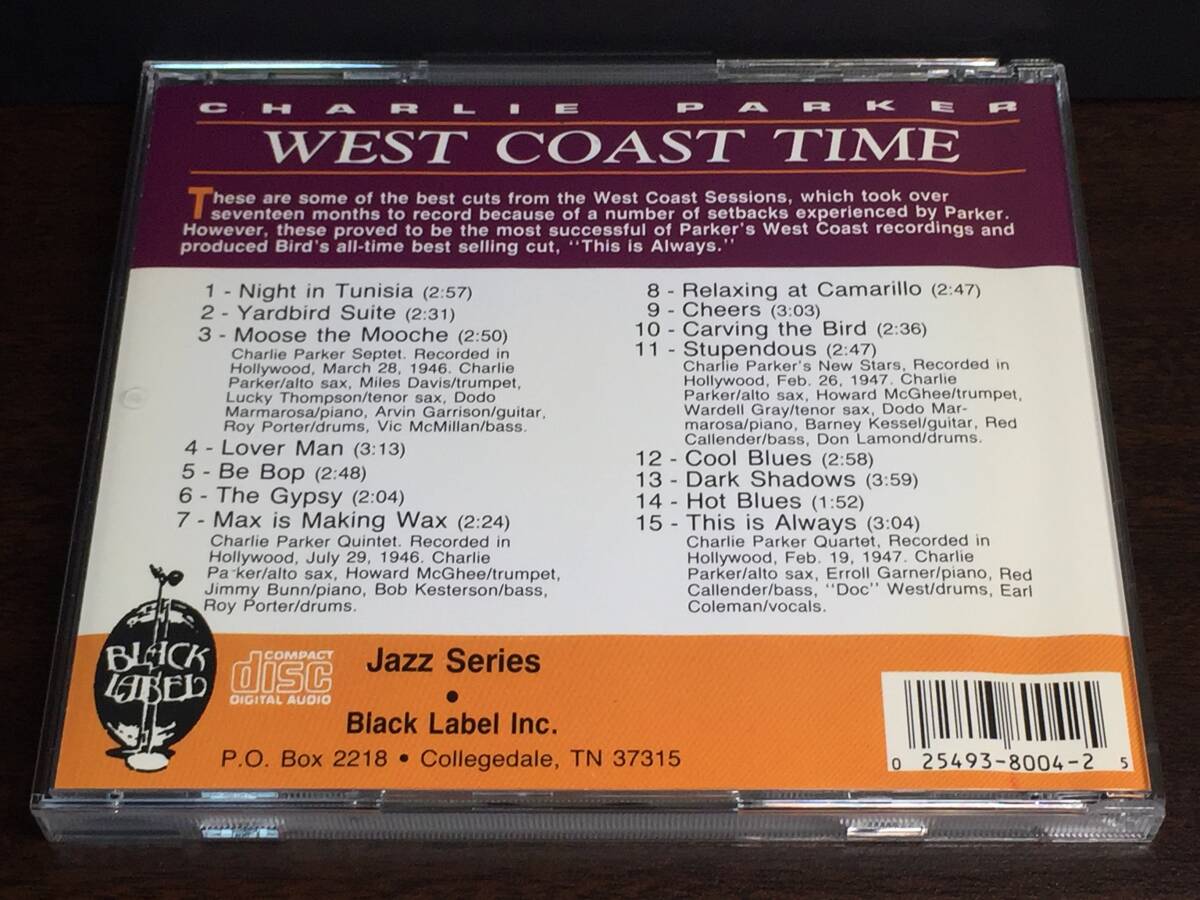 CHARLIE PARKER
WEST COAST TIME
These are some of the best cuts from the West Coast Sessions, which took over
seventeen months to record because of a number of setbacks experienced by Parker.
However, these proved to be the most successful of Parker's West Coast recordings and
produced Bird's all-time best selling cut, "This is Always."
1 - Night in Tunisia (2:57)
2 - Yardbird Suite (2:31)
3 - Moose the Mooche (2:50)
Charlie Parker Septet. Recorded in
Hollywood, March 28, 1946. Charlie
Parker/alto sax, Miles Davis/trumpet,
Lucky Thompson/tenor sax, Dodo
Marmarosa/piano, Arvin Garrison/guitar,
Roy Porter/drums, Vic McMillan/bass.
4 - Lover Man (3:13)
5 - Be Bop (2:48)
6 - The Gypsy (2:04)
7 - Max is Making Wax (2:24)
Charlie Parker Quintet. Recorded in
Hollywood, July 29, 1946. Charlie
Parker/alto sax, Howard McGhee/trumpet,
Jimmy Bunn/piano, Bob Kesterson/bass,
Roy Porter/drums.
8 - Relaxing at Camarillo (2:47)
9 - Cheers (3:03)
10 - Carving the Bird (2:36)
11 - Stupendous (2:47)
Charlie Parker's New Stars, Recorded in
Hollywood, Feb. 26, 1947. Charlie
Parker/alto sax, Howard McGhee/trumpet,
Wardell Gray/tenor sax, Dodo Mar-
marosa/piano, Barney Kessel/guitar, Red
Callender/bass, Don Lamond/drums.
12 - Cool Blues (2:58)
13 - Dark Shadows (3:59)
14 - Hot Blues (1:52)
15 - This is Always (3:04)
Charlie Parker Quartet, Recorded in
Hollywood, Feb. 19, 1947. Charlie
Parker/alto sax, Erroll Garner/piano, Red
Callender/bass, "Doc" West/drums, Earl
Coleman/vocals.
BLACK
LABEL
COMPACT
disc
DIGITAL AUDIO
Jazz Series
•
Black Label Inc.
P.O. Box 2218 • Collegedale, TN 37315
0 25493-8004-2 5